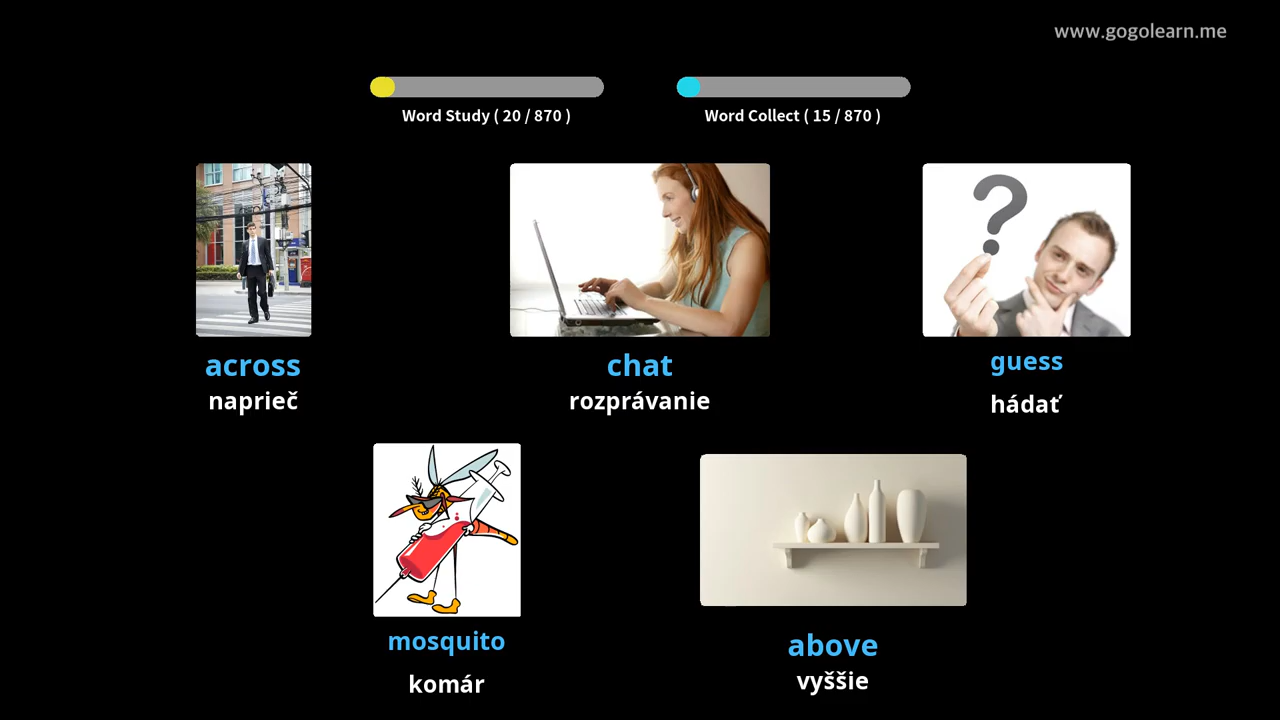 www.gogolearn.me
Word Study ( 20 / 870 )
Word Collect ( 15 / 870 )
across
naprieč
chat
rozprávanie
guess
hádať
mosquito
komár
above
vyššie